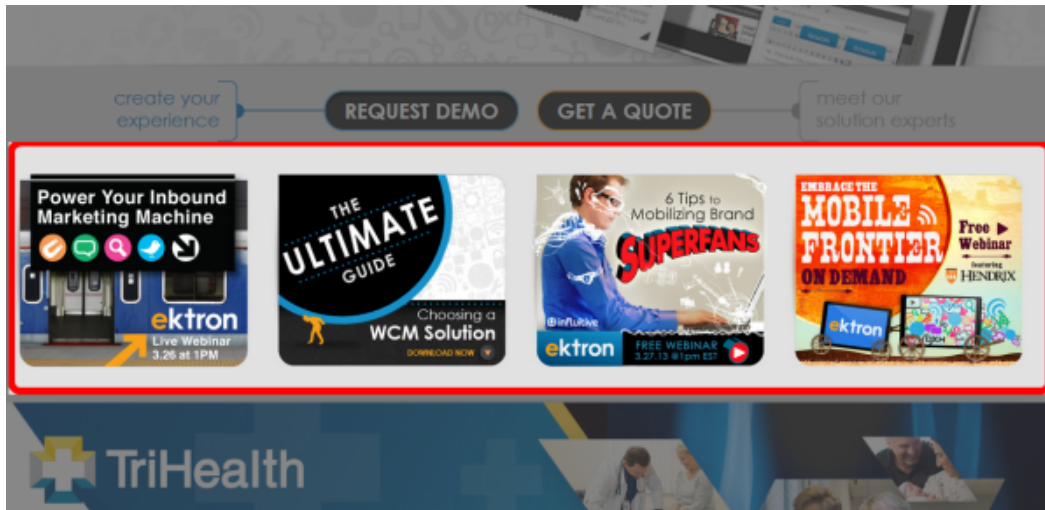 DXH
create your
experience
REQUEST DEMO
GET A QUOTE
meet our
solution experts
Power Your Inbound
Marketing Machine
ektron
Live Webinar
3.26 at 1PM
THE
ULTIMATE
GUIDE
Choosing a
WCM Solution
DOWNLOAD NOW
6 Tips to
Mobilizing Brand
SUPERFANS
influitive
ektron
FREE WEBINAR
3.27.13 @1pm EST
EMBRACE THE
MOBILE
FRONTIER
ON DEMAND
Free
Webinar
featuring
HENDRIX
ektron
DXH
TriHealth